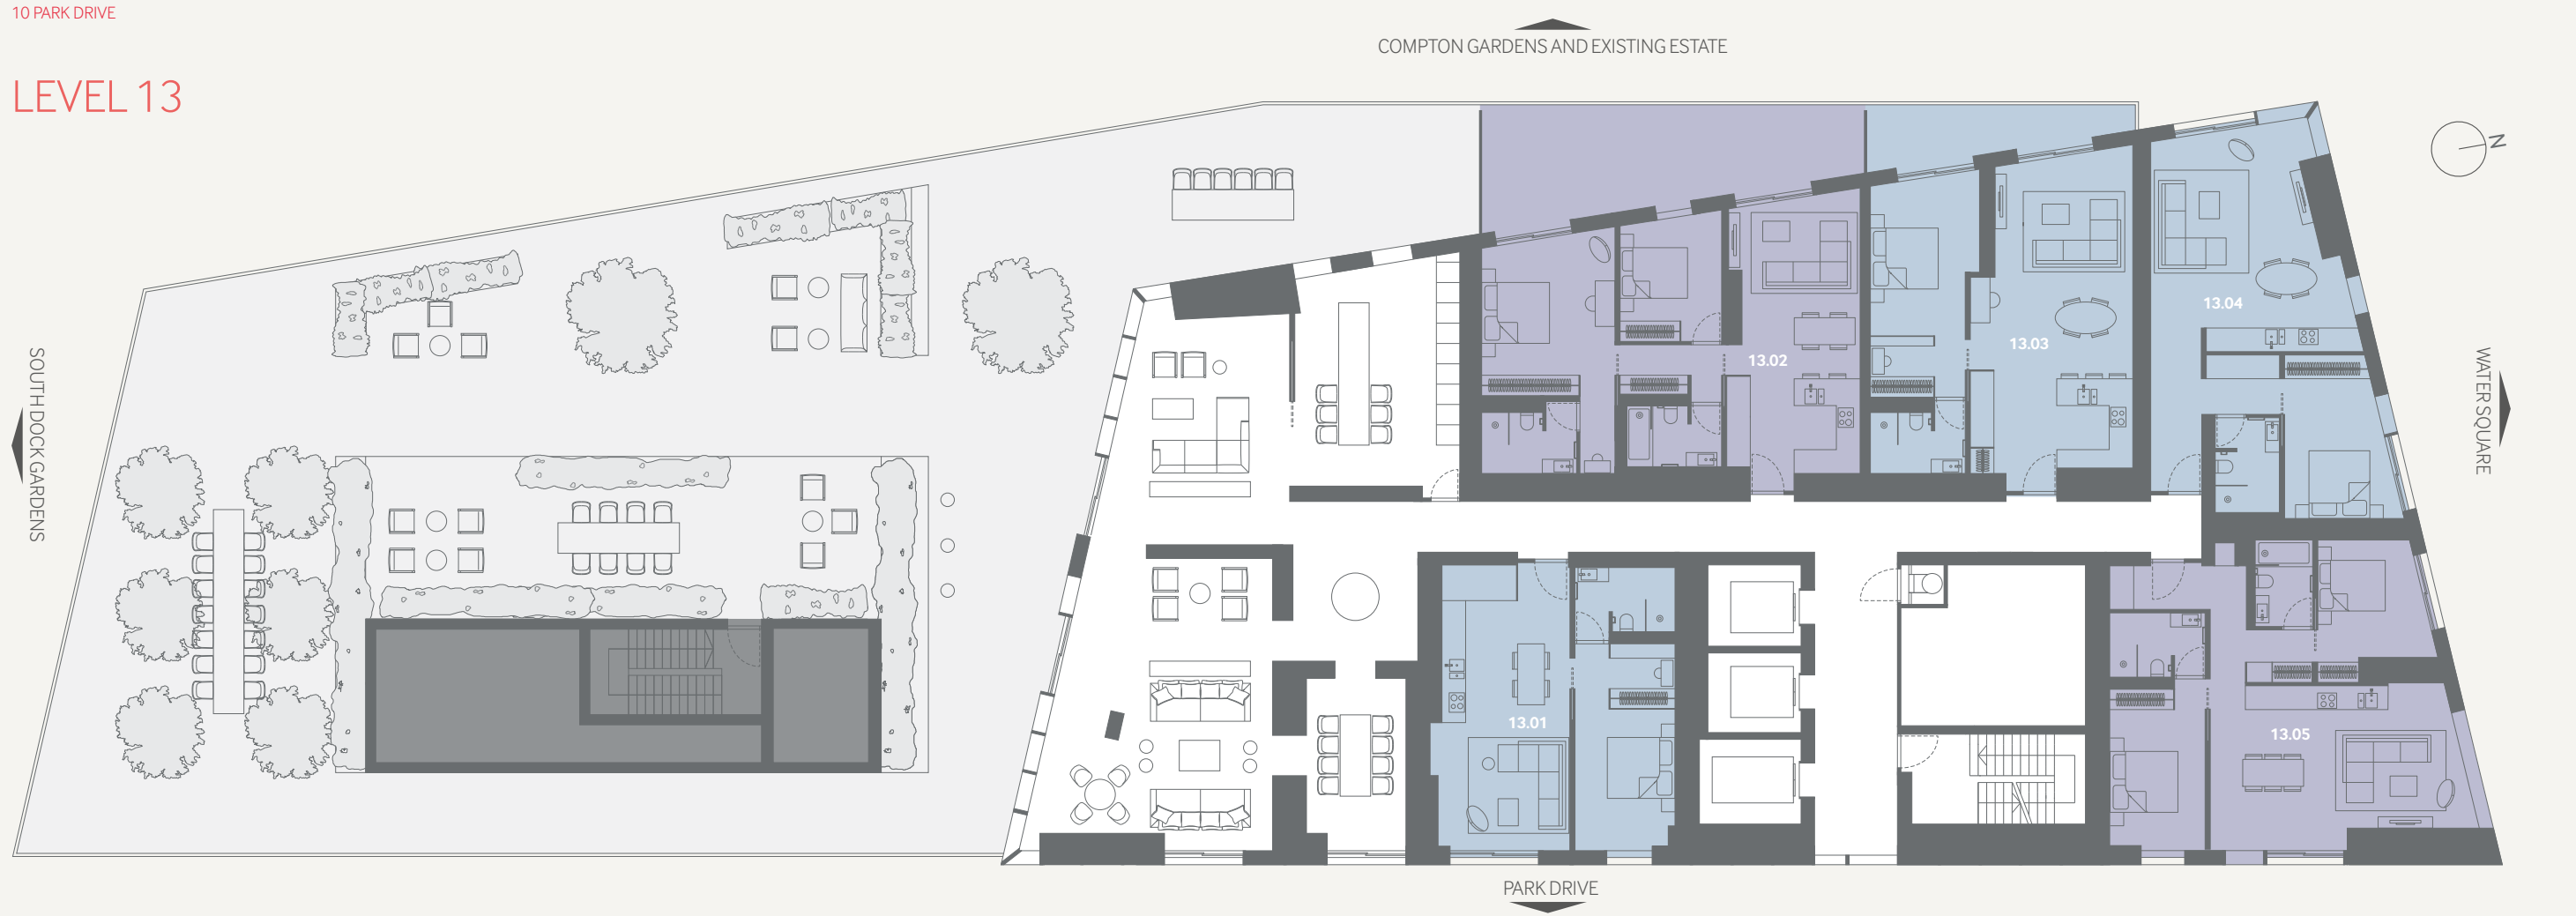 10 PARK DRIVE
COMPTON GARDENS AND EXISTING ESTATE
LEVEL 13
N
13.04
13.03
13.02
SOUTH DOCK GARDENS
WATER SQUARE
13.01
13.05
PARK DRIVE